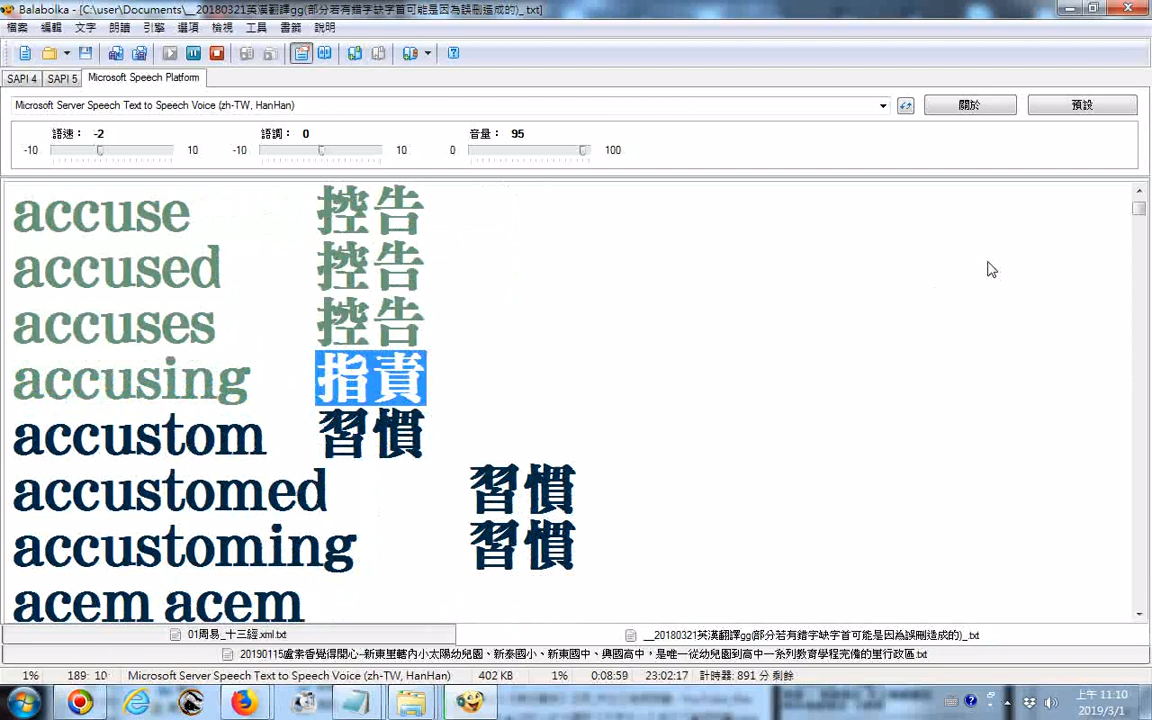 Balabolka - [C:\user\Documents\__20180321英漢翻譯gg(部分若有錯字缺字首可能是因為誤刪造成的)_.txt]
檔案 編輯 文字 朗讀 引擎 選項 檢視 工具 書籤 說明
SAPI 4 SAPI 5 Microsoft Speech Platform
Microsoft Server Speech Text to Speech Voice (zh-TW, HanHan) 關於 預設
語速： -2 語調： 0 音量： 95
-10 10 -10 10 0 100
accuse 控告
accused 控告
accuses 控告
accusing 指責
accustom 習慣
accustomed 習慣
accustoming 習慣
acem acem
01周易_十三經.xml.txt __20180321英漢翻譯gg(部分若有錯字缺字首可能是因為誤刪造成的)_.txt
20190115盧素香覺得開心-新東里轄內小太陽幼兒園、新泰國小、新東國中、興國高中，是唯一從幼兒園到高中一系列教育學程完備的里行政區.txt
1% 189: 10 Microsoft Server Speech Text to Speech Voice (zh-TW, HanHan) 402 KB 1% 0:08:59 23:02:17 計時器: 891 分 剩餘
上午 11:10
2019/3/1